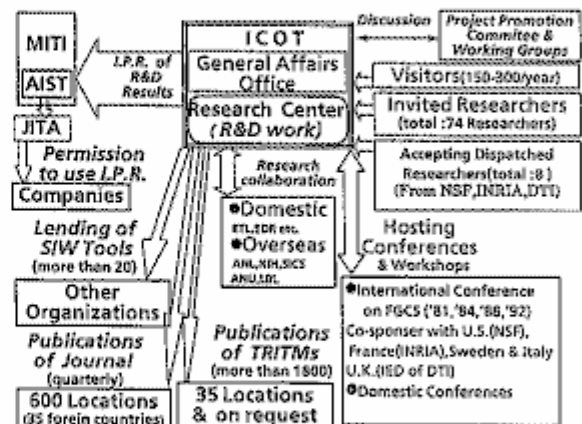 MITI
AIST
JITA
Permission
to use I.P.R.
Companies
I.P.R. of
R&D
Results
ICOT
General Affairs
Office
Research Center
(R&D work)
Discussion
Project Promotion
Commitee &
Working Groups
Visitors(150-300/year)
Invited Researchers
(total :74 Researchers)
Accepting Dispatched
Researchers(total :8 )
(From NSF,INRIA,DTI)
Research
collaboration
Domestic
ETL,EDR etc.
Overseas
ANL,NIH,SICS
ANU,LBL
Hosting
Conferences
& Workshops
International Conference
on FGCS ('81,'84,'88,'92)
Co-sponser with U.S.(NSF),
France(INRIA),Sweden & Italy
U.K.(IED of DTI)
Domestic Conferences
Lending of
S/W Tools
(more than 20)
Other
Organizations
Publications
of Journal
(quarterly)
600 Locations
(35 forein countries)
Publications
of TR/TMs
(more than 1800)
35 Locations
& on request